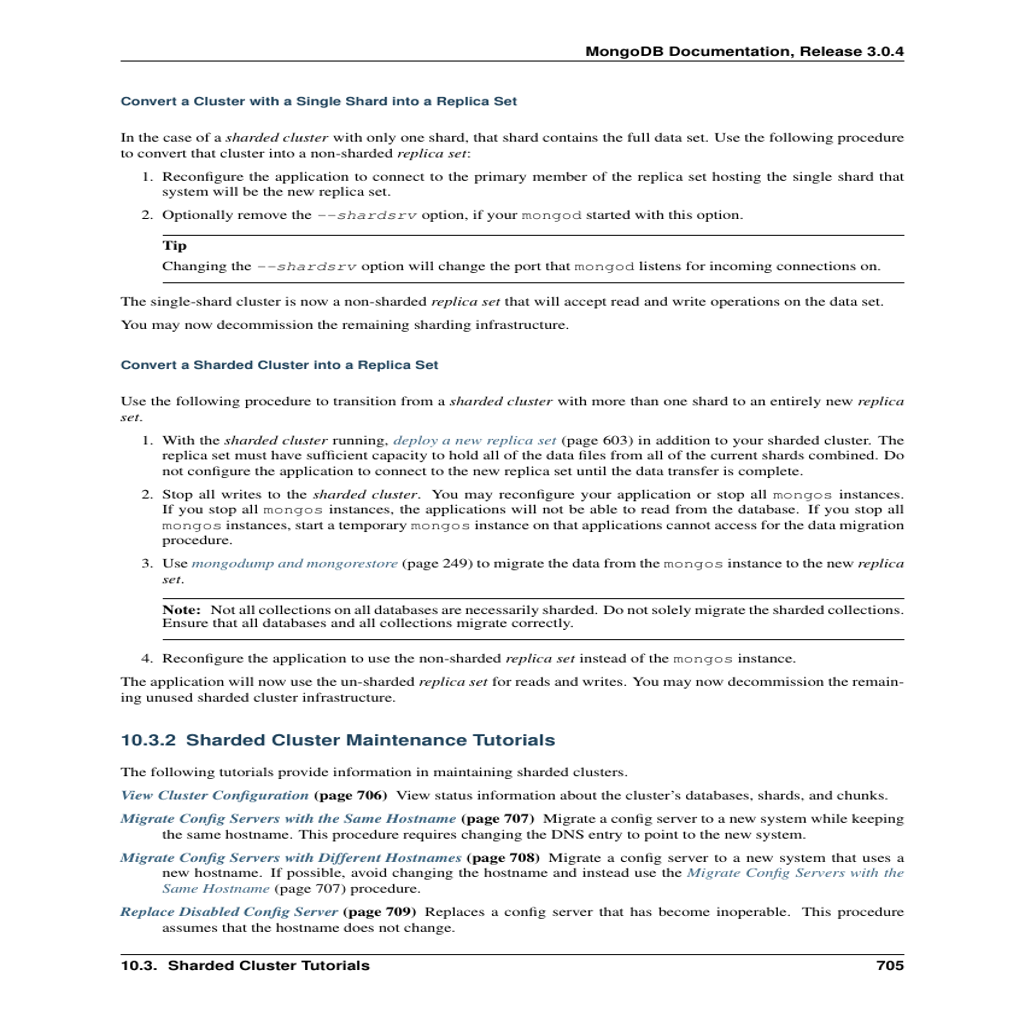 MongoDB Documentation, Release 3.0.4
Convert a Cluster with a Single Shard into a Replica Set
In the case of a sharded cluster with only one shard, that shard contains the full data set. Use the following procedure
to convert that cluster into a non-sharded replica set:
1. Reconfigure the application to connect to the primary member of the replica set hosting the single shard that
system will be the new replica set.
2. Optionally remove the --shardsrv option, if your mongod started with this option.
Tip
Changing the --shardsrv option will change the port that mongod listens for incoming connections on.
The single-shard cluster is now a non-sharded replica set that will accept read and write operations on the data set.
You may now decommission the remaining sharding infrastructure.
Convert a Sharded Cluster into a Replica Set
Use the following procedure to transition from a sharded cluster with more than one shard to an entirely new replica
set.
1. With the sharded cluster running, deploy a new replica set (page 603) in addition to your sharded cluster. The
replica set must have sufficient capacity to hold all of the data files from all of the current shards combined. Do
not configure the application to connect to the new replica set until the data transfer is complete.
2. Stop all writes to the sharded cluster. You may reconfigure your application or stop all mongos instances.
If you stop all mongos instances, the applications will not be able to read from the database. If you stop all
mongos instances, start a temporary mongos instance on that applications cannot access for the data migration
procedure.
3. Use mongodump and mongorestore (page 249) to migrate the data from the mongos instance to the new replica
set.
Note: Not all collections on all databases are necessarily sharded. Do not solely migrate the sharded collections.
Ensure that all databases and all collections migrate correctly.
4. Reconfigure the application to use the non-sharded replica set instead of the mongos instance.
The application will now use the un-sharded replica set for reads and writes. You may now decommission the remain-
ing unused sharded cluster infrastructure.
10.3.2 Sharded Cluster Maintenance Tutorials
The following tutorials provide information in maintaining sharded clusters.
View Cluster Configuration (page 706) View status information about the cluster's databases, shards, and chunks.
Migrate Config Servers with the Same Hostname (page 707) Migrate a config server to a new system while keeping
the same hostname. This procedure requires changing the DNS entry to point to the new system.
Migrate Config Servers with Different Hostnames (page 708) Migrate a config server to a new system that uses a
new hostname. If possible, avoid changing the hostname and instead use the Migrate Config Servers with the
Same Hostname (page 707) procedure.
Replace Disabled Config Server (page 709) Replaces a config server that has become inoperable. This procedure
assumes that the hostname does not change.
10.3. Sharded Cluster Tutorials 705